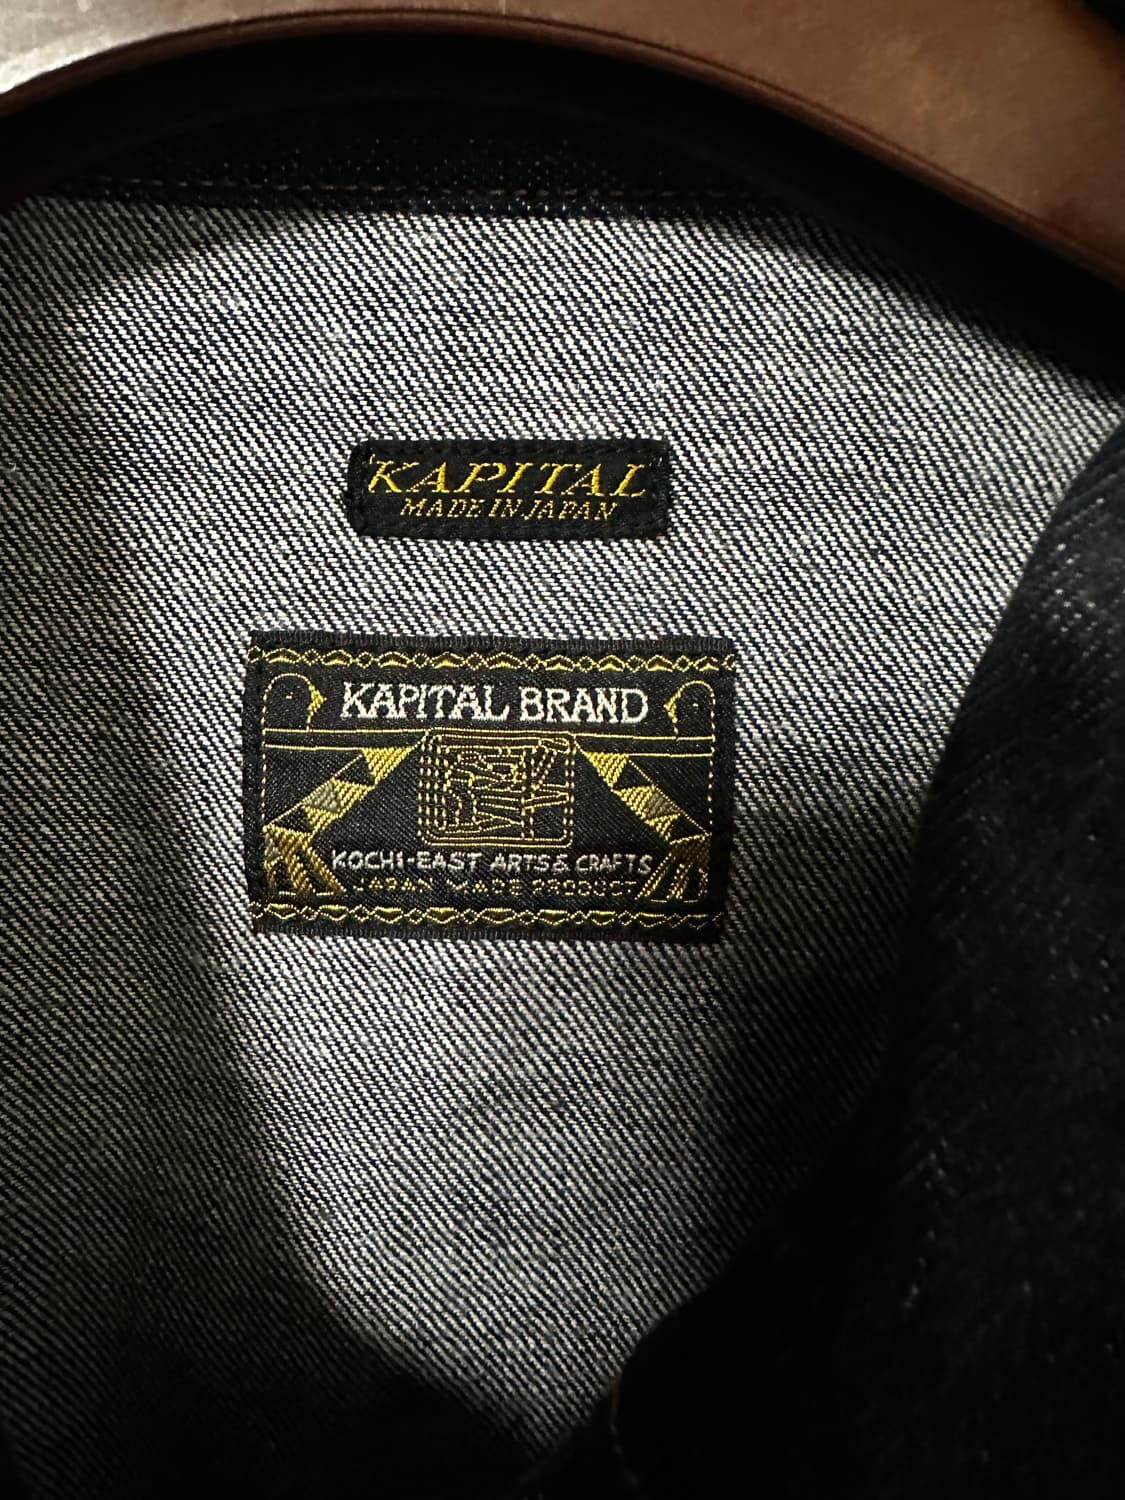 KAPITAL
MADE IN JAPAN
KAPITAL BRAND
KOCHI-EAST ARTS & CRAFTS
JAPAN MADE PRODUCT